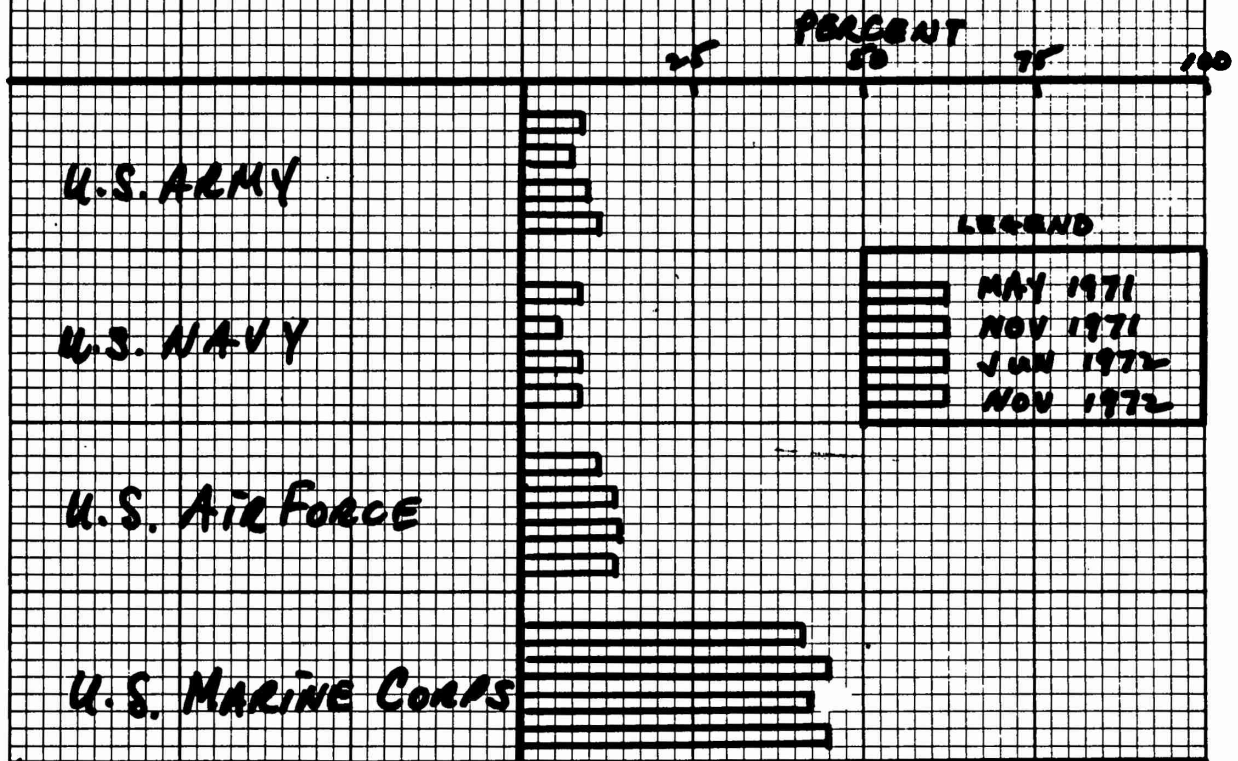 PERCENT
25 50 75 100
U.S. ARMY
LEGEND
MAY 1971
NOV 1971
JUN 1972
NOV 1972
U.S. NAVY
U.S. AIR FORCE
U.S. MARINE CORPS